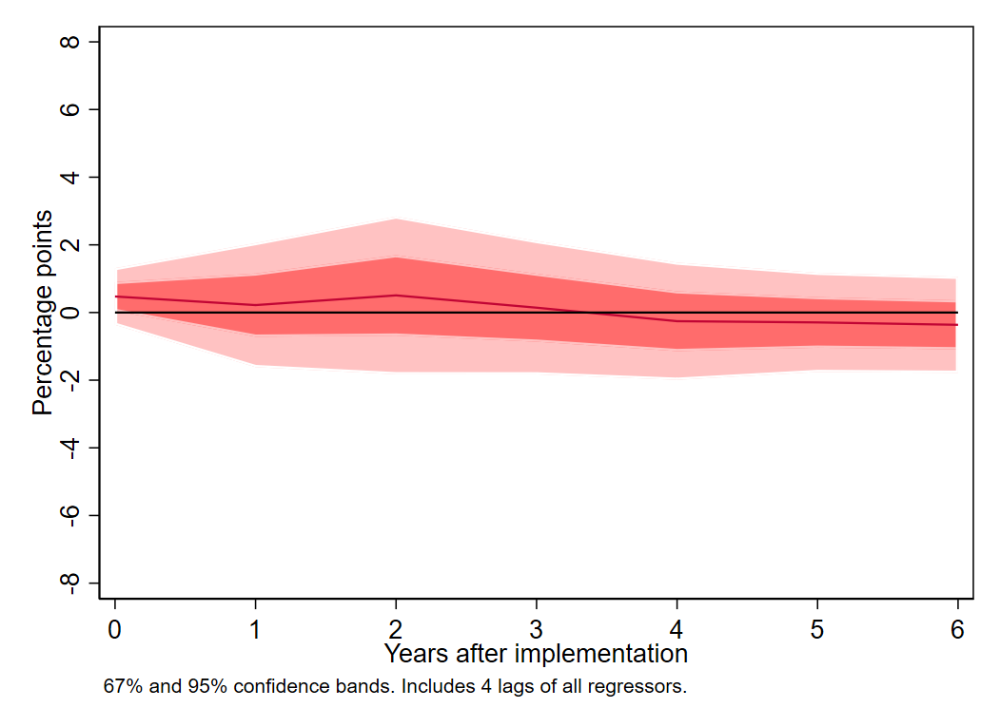 Percentage points
8
6
4
2
0
-2
-4
-6
-8
0 1 2 3 4 5 6
Years after implementation
67% and 95% confidence bands. Includes 4 lags of all regressors.